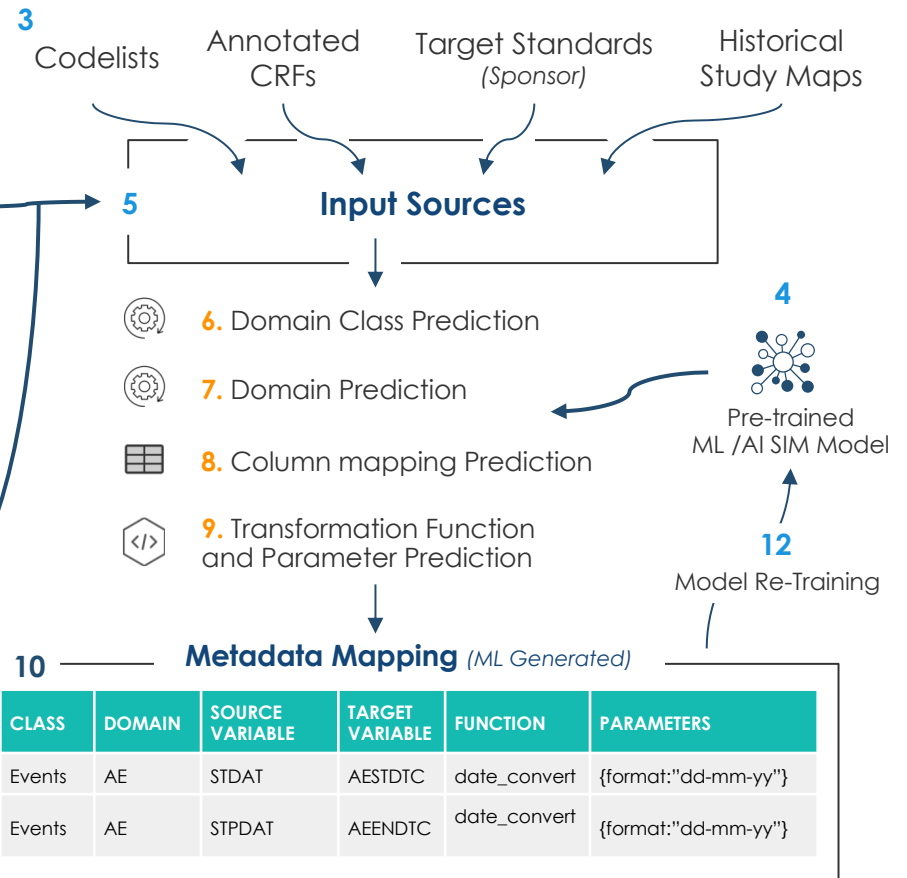 3
Codelists
Annotated
CRFs
Target Standards
(Sponsor)
Historical
Study Maps
5
Input Sources
4
6. Domain Class Prediction
7. Domain Prediction
Pre-trained
ML /AI SIM Model
8. Column mapping Prediction
9. Transformation Function
and Parameter Prediction
12
Model Re-Training
10
Metadata Mapping (ML Generated)
CLASS DOMAIN SOURCE VARIABLE TARGET VARIABLE FUNCTION PARAMETERS
Events AE STDAT AESTDTC date_convert {format:”dd-mm-yy”}
Events AE STPDAT AEENDTC date_convert {format:”dd-mm-yy”}